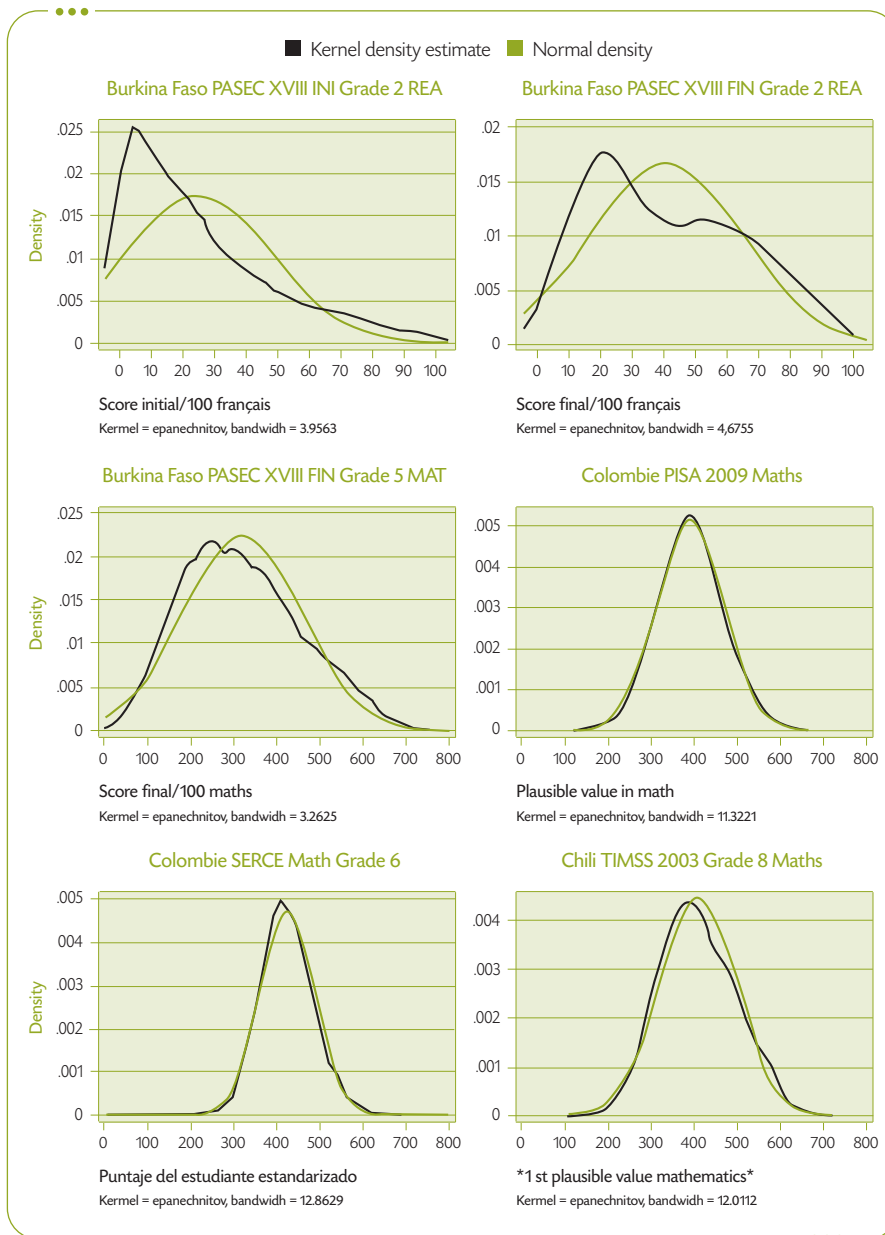 Kernel density estimate Normal density
Burkina Faso PASEC XVIII INI Grade 2 REA
Density
.025
.02
.015
.01
.005
0
0 10 20 30 40 50 60 70 80 90 100
Score initial/100 français
Kermel = epanechnitov, bandwidh = 3.9563
Burkina Faso PASEC XVIII FIN Grade 2 REA
.02
.015
.01
.005
0
0 10 20 30 40 50 60 70 80 90 100
Score final/100 français
Kermel = epanechnitov, bandwidh = 4,6755
Burkina Faso PASEC XVIII FIN Grade 5 MAT
Density
.025
.02
.015
.01
.005
0
0 100 200 300 400 500 600 700 800
Score final/100 maths
Kermel = epanechnitov, bandwidh = 3.2625
Colombie PISA 2009 Maths
.005
.004
.003
.002
.001
0
0 100 200 300 400 500 600 700 800
Plausible value in math
Kermel = epanechnitov, bandwidh = 11.3221
Colombie SERCE Math Grade 6
Density
.005
004
.003
.002
.001
0
0 100 200 300 400 500 600 700 800
Puntaje del estudiante estandarizado
Kermel = epanechnitov, bandwidh = 12.8629
Chili TIMSS 2003 Grade 8 Maths
.004
.003
.002
.001
0
0 100 200 300 400 500 600 700 800
*1 st plausible value mathematics*
Kermel = epanechnitov, bandwidh = 12.0112